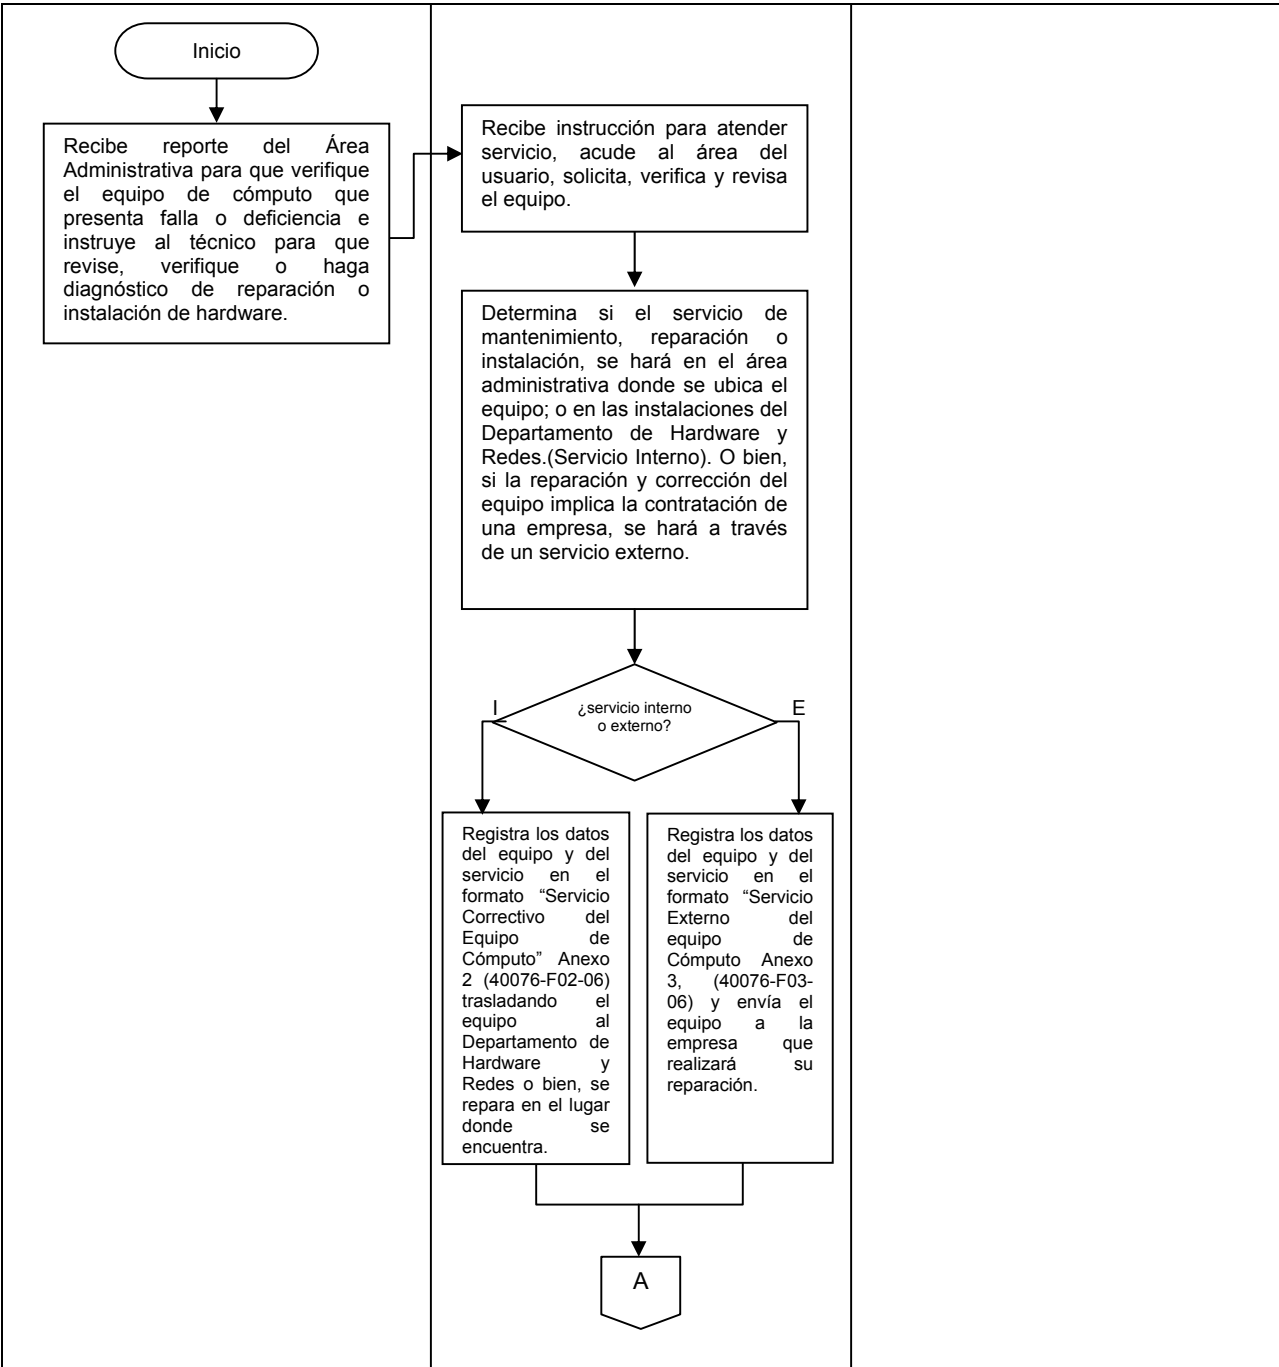 Inicio
Recibe reporte del Área
Administrativa para que verifique
el equipo de cómputo que
presenta falla o deficiencia e
instruye al técnico para que
revise, verifique o haga
diagnóstico de reparación o
instalación de hardware.
Recibe instrucción para atender
servicio, acude al área del
usuario, solicita, verifica y revisa
el equipo.
Determina si el servicio de
mantenimiento, reparación o
instalación, se hará en el área
administrativa donde se ubica el
equipo; o en las instalaciones del
Departamento de Hardware y
Redes.(Servicio Interno). O bien,
si la reparación y corrección del
equipo implica la contratación de
una empresa, se hará a través
de un servicio externo.
¿servicio interno
o externo?
I
E
Registra los datos
del equipo y del
servicio en el
formato “Servicio
Correctivo del
Equipo de
Cómputo” Anexo
2 (40076-F02-06)
trasladando el
equipo al
Departamento de
Hardware y
Redes o bien, se
repara en el lugar
donde se
encuentra.
Registra los datos
del equipo y del
servicio en el
formato “Servicio
Externo del
equipo de
Cómputo Anexo
3, (40076-F03-
06) y envía el
equipo a la
empresa que
realizará su
reparación.
A